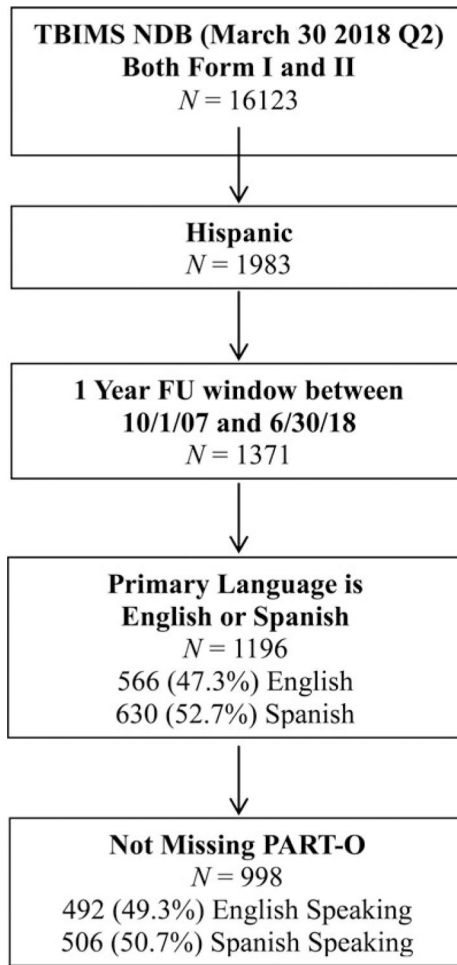 TBIMS NDB (March 30 2018 Q2)
Both Form I and II
N = 16123
Hispanic
N = 1983
1 Year FU window between
10/1/07 and 6/30/18
N = 1371
Primary Language is
English or Spanish
N = 1196
566 (47.3%) English
630 (52.7%) Spanish
Not Missing PART-O
N = 998
492 (49.3%) English Speaking
506 (50.7%) Spanish Speaking